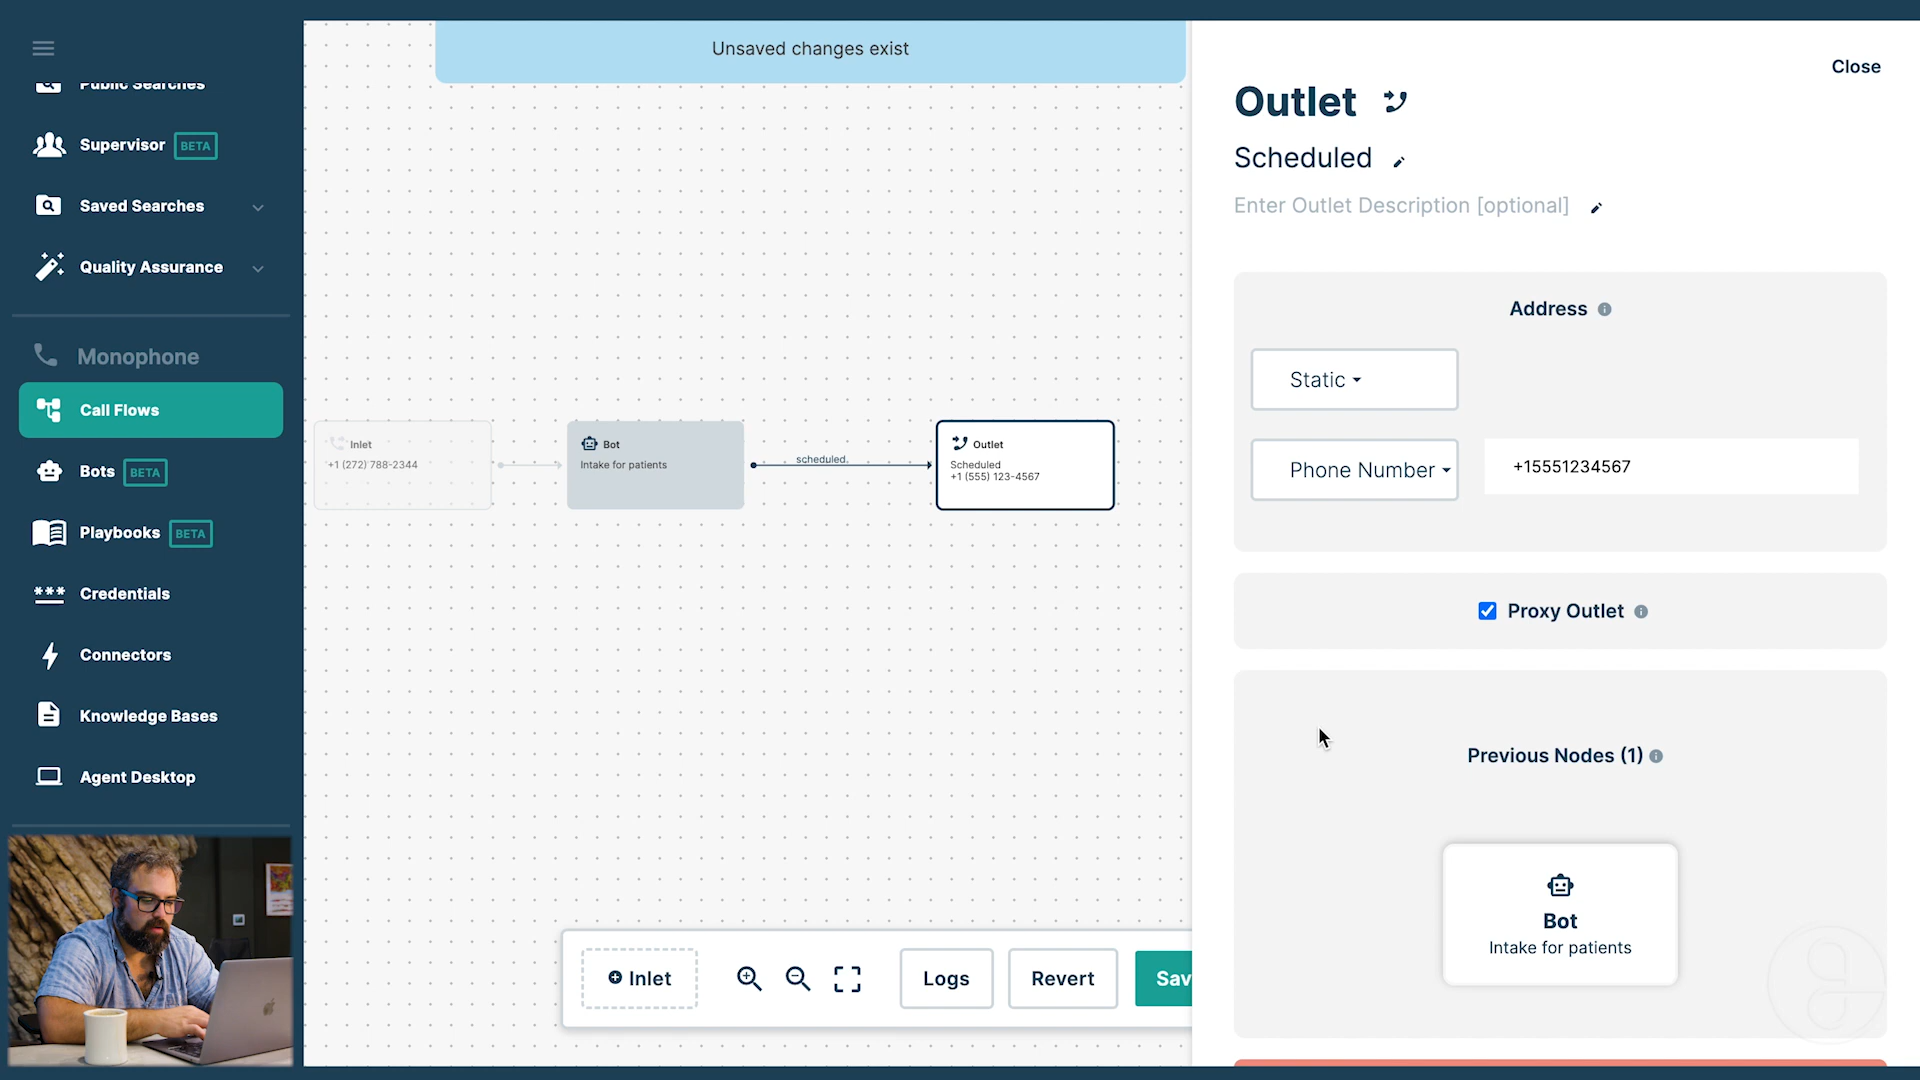 Public Searches
Supervisor BETA
Saved Searches
Quality Assurance
Monophone
Call Flows
Bots BETA
Playbooks BETA
***
Credentials
Connectors
Knowledge Bases
Agent Desktop
Unsaved changes exist
Inlet
+1 (272) 788-2344
Bot
Intake for patients
scheduled
Outlet
Scheduled
+1 (555) 123-4567
Inlet
Logs
Revert
Sav
Close
Outlet
Scheduled
Enter Outlet Description [optional]
Address
Static
Phone Number
+15551234567
Proxy Outlet
Previous Nodes (1)
Bot
Intake for patients